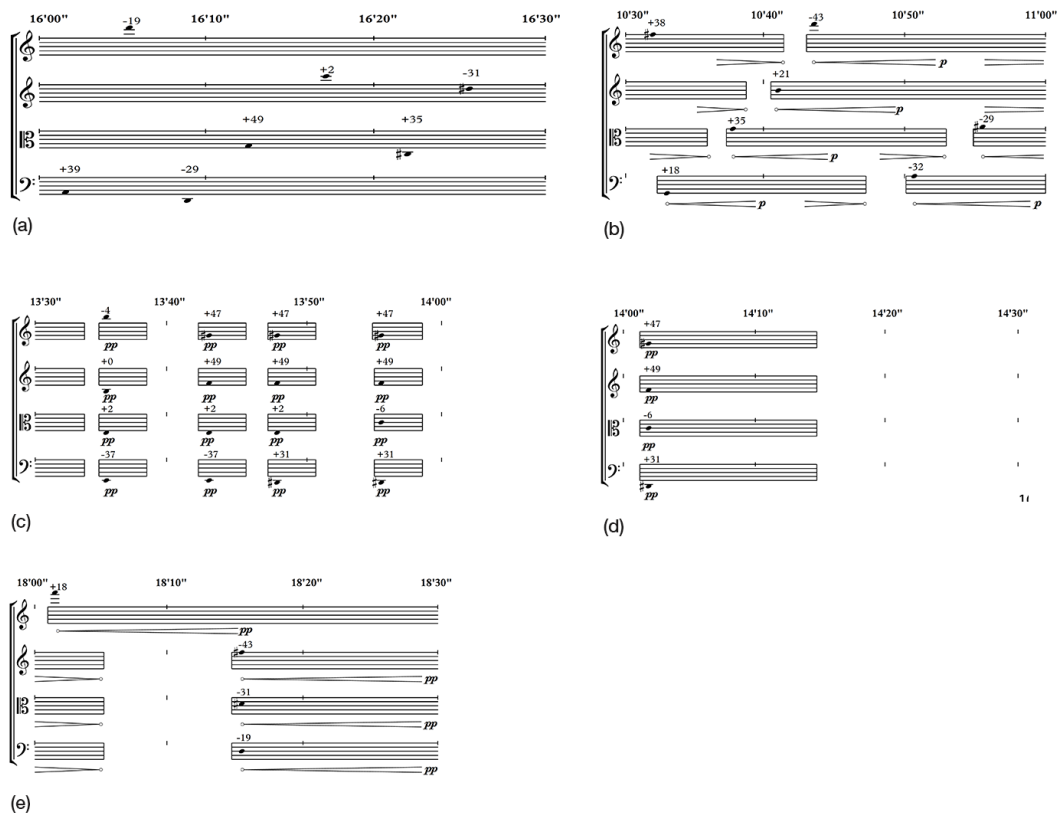 16'00" 16'10" 16'20" 16'30"
-19
+2 -31
+49 +35
+39 -29
(a)
10'30" 10'40" 10'50" 11'00"
+38 -43
p
+21
p
+35 -29
p
+18 -32
p p
(b)
13'30" 13'40" 13'50" 14'00"
-4 +47 +47 +47
pp pp pp pp
+0 +49 +49 +49
pp pp pp pp
+2 +2 +2 -6
pp pp pp pp
-37 -37 +31 +31
pp pp pp pp
(c)
14'00" 14'10" 14'20" 14'30"
+47
pp
+49
pp
-6
pp
+31
pp
(d)
18'00" 18'10" 18'20" 18'30"
+18
pp
-43
pp
-31
pp
-19
pp
(e)